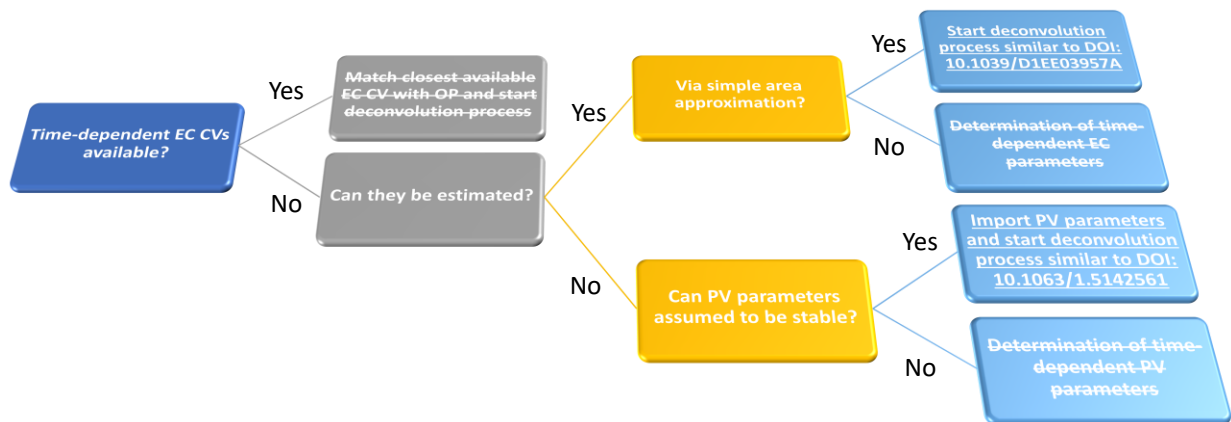 Time-dependent EC CVs
available?
Yes
No
Match closest available
EC CV with OP and start
deconvolution process
Can they be estimated?
Yes
No
Via simple area
approximation?
Can PV parameters
assumed to be stable?
Yes
No
Start deconvolution
process similar to DOI:
10.1039/D1EE03957A
Determination of time-
dependent EC
parameters
Yes
No
Import PV parameters
and start deconvolution
process similar to DOI:
10.1063/1.5142561
Determination of time-
dependent PV
parameters